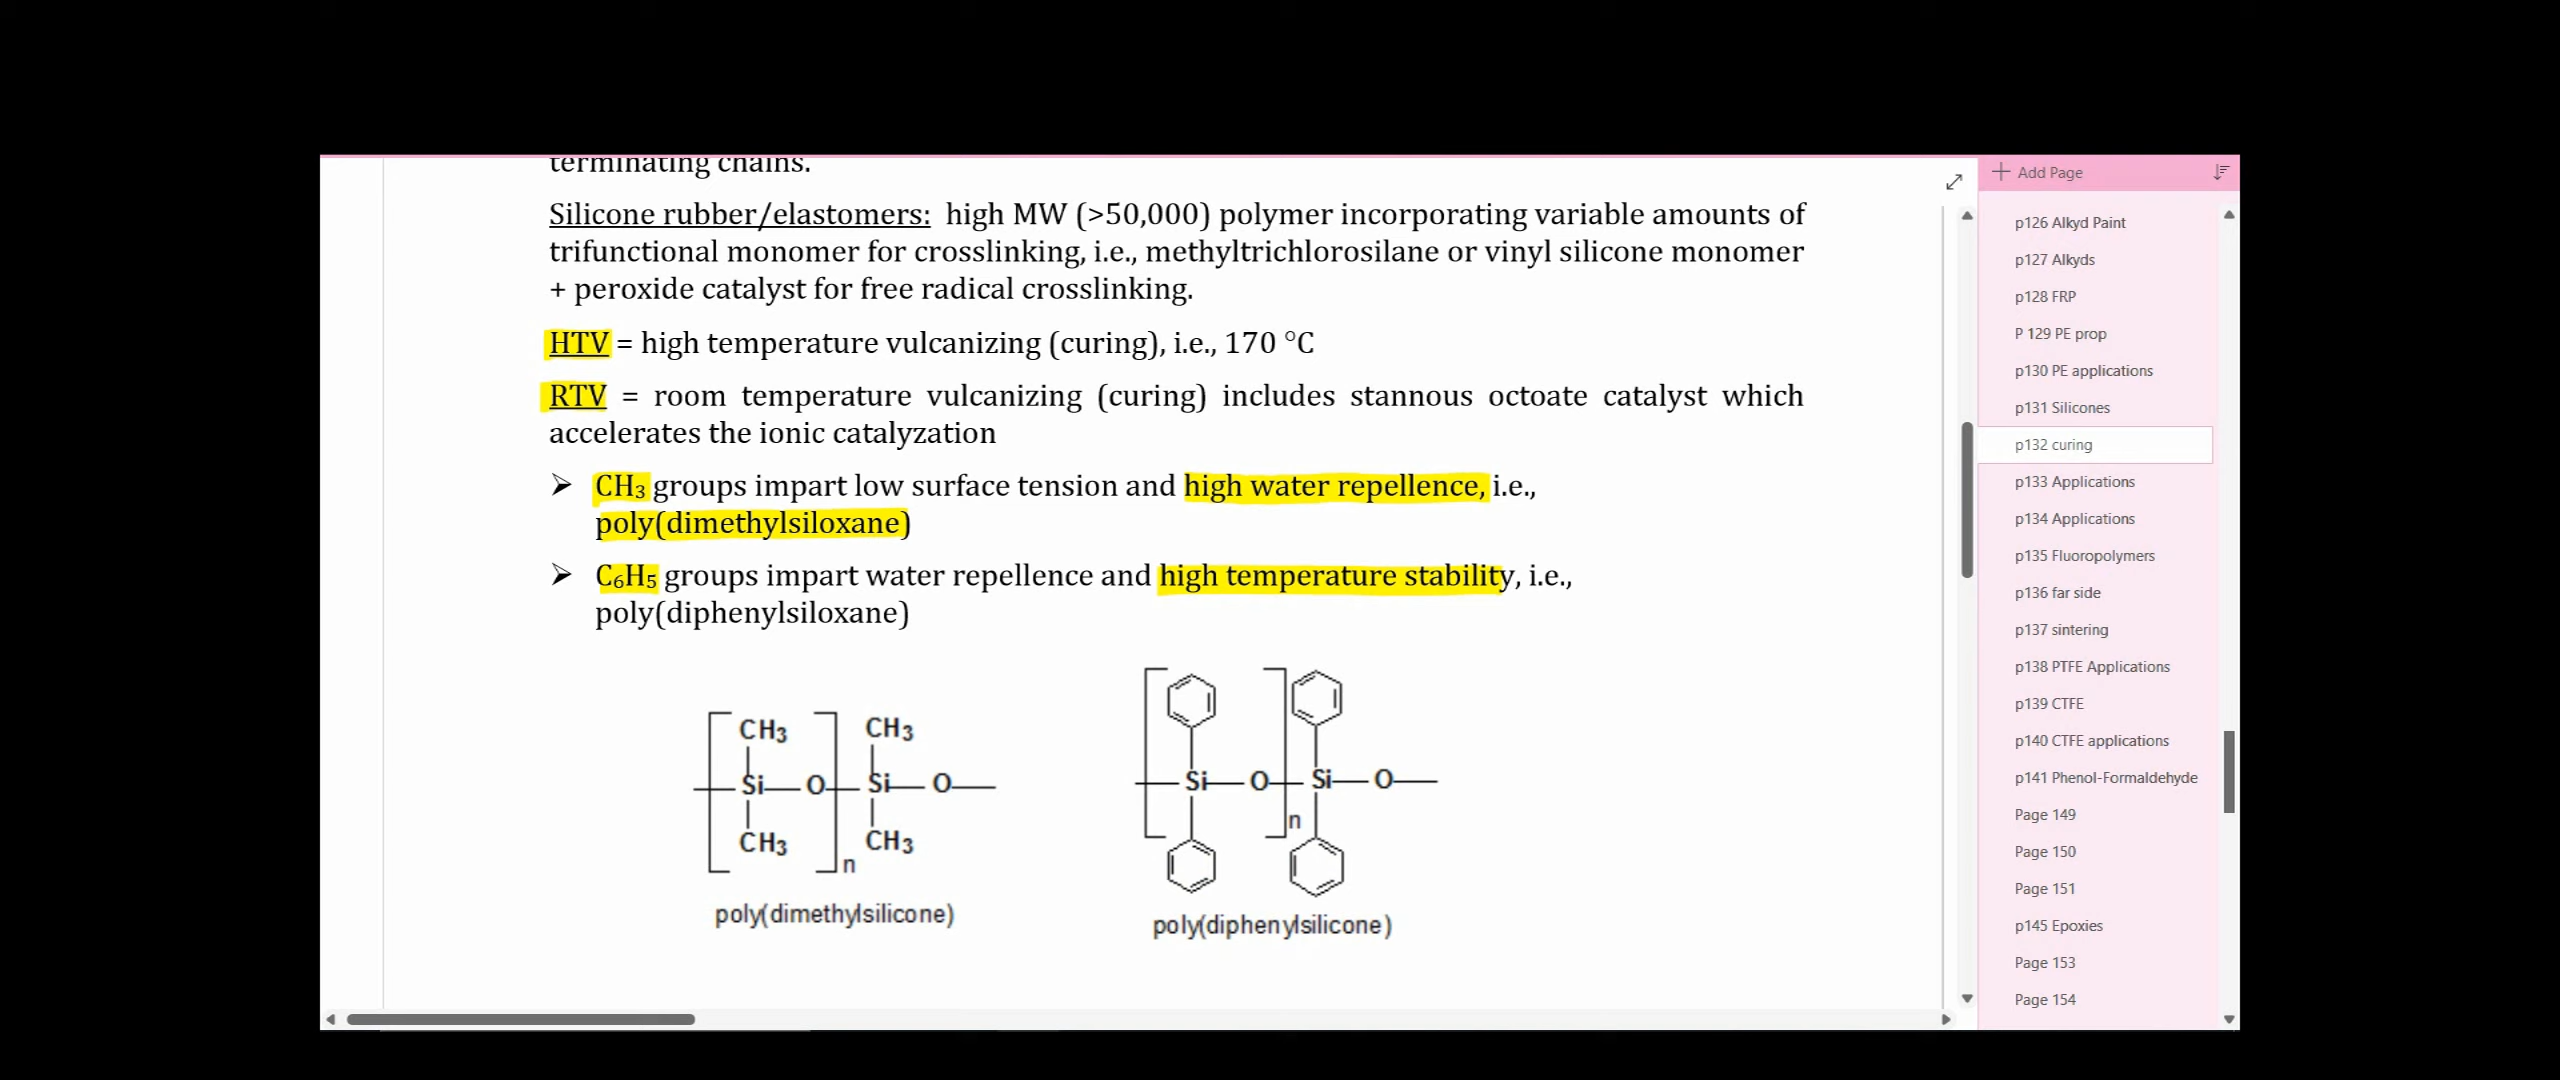 terminating chains.
Silicone rubber/elastomers: high MW (>50,000) polymer incorporating variable amounts of
trifunctional monomer for crosslinking, i.e., methyltrichlorosilane or vinyl silicone monomer
+ peroxide catalyst for free radical crosslinking.
HTV = high temperature vulcanizing (curing), i.e., 170 °C
RTV = room temperature vulcanizing (curing) includes stannous octoate catalyst which
accelerates the ionic catalyzation
➢ CH₃ groups impart low surface tension and high water repellence, i.e.,
poly(dimethylsiloxane)
➢ C₆H₅ groups impart water repellence and high temperature stability, i.e.,
poly(diphenylsiloxane)
CH₃ CH₃
Si O Si O
CH₃ CH₃
n
poly(dimethylsilicone)
Si O Si O
n
poly(diphenylsilicone)
Add Page
p126 Alkyd Paint
p127 Alkyds
p128 FRP
P 129 PE prop
p130 PE applications
p131 Silicones
p132 curing
p133 Applications
p134 Applications
p135 Fluoropolymers
p136 far side
p137 sintering
p138 PTFE Applications
p139 CTFE
p140 CTFE applications
p141 Phenol-Formaldehyde
Page 149
Page 150
Page 151
p145 Epoxies
Page 153
Page 154